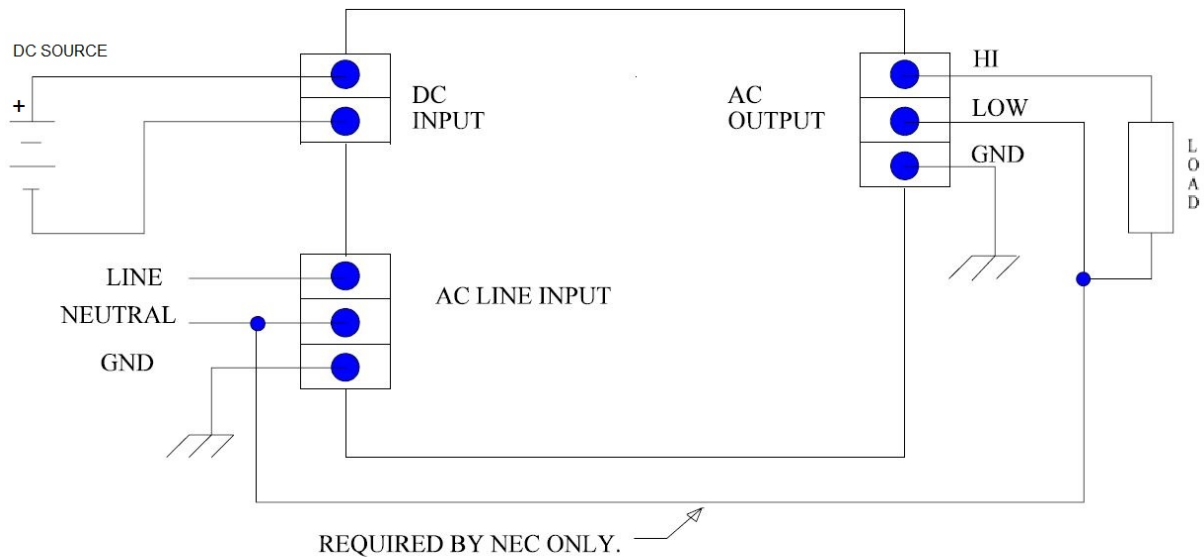 DC SOURCE
+
DC
INPUT
AC
OUTPUT
HI
LOW
GND
LOAD
LINE
NEUTRAL
GND
AC LINE INPUT
REQUIRED BY NEC ONLY.